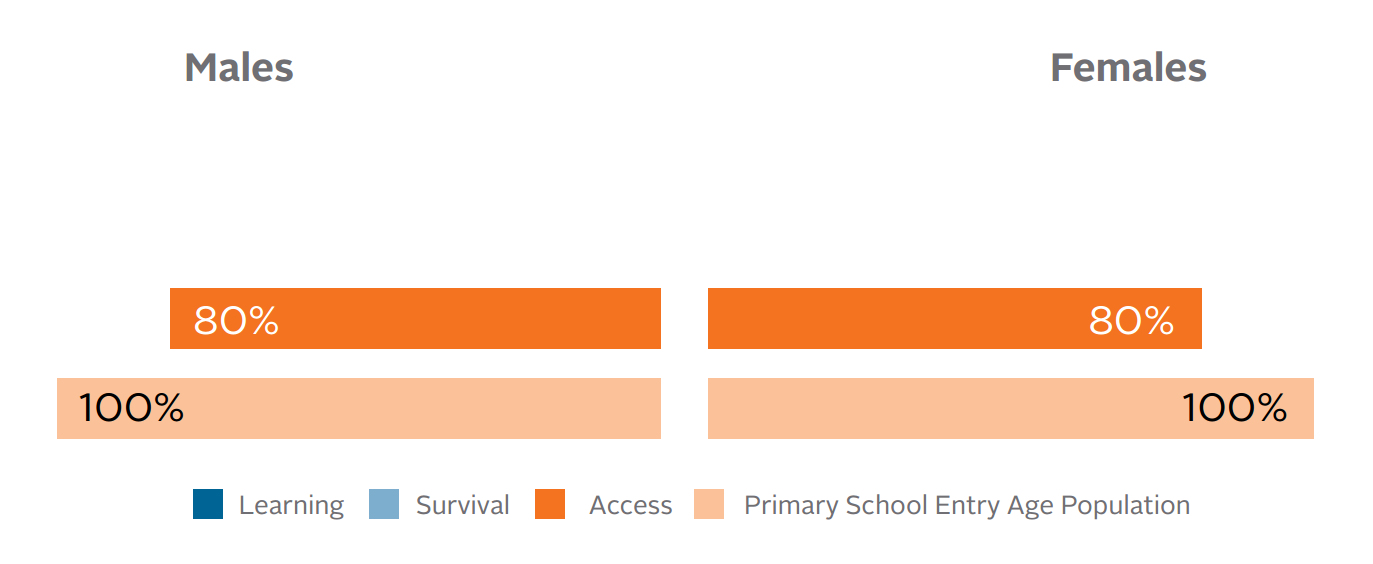 Males Females
80% 80%
100% 100%
Learning Survival Access Primary School Entry Age Population